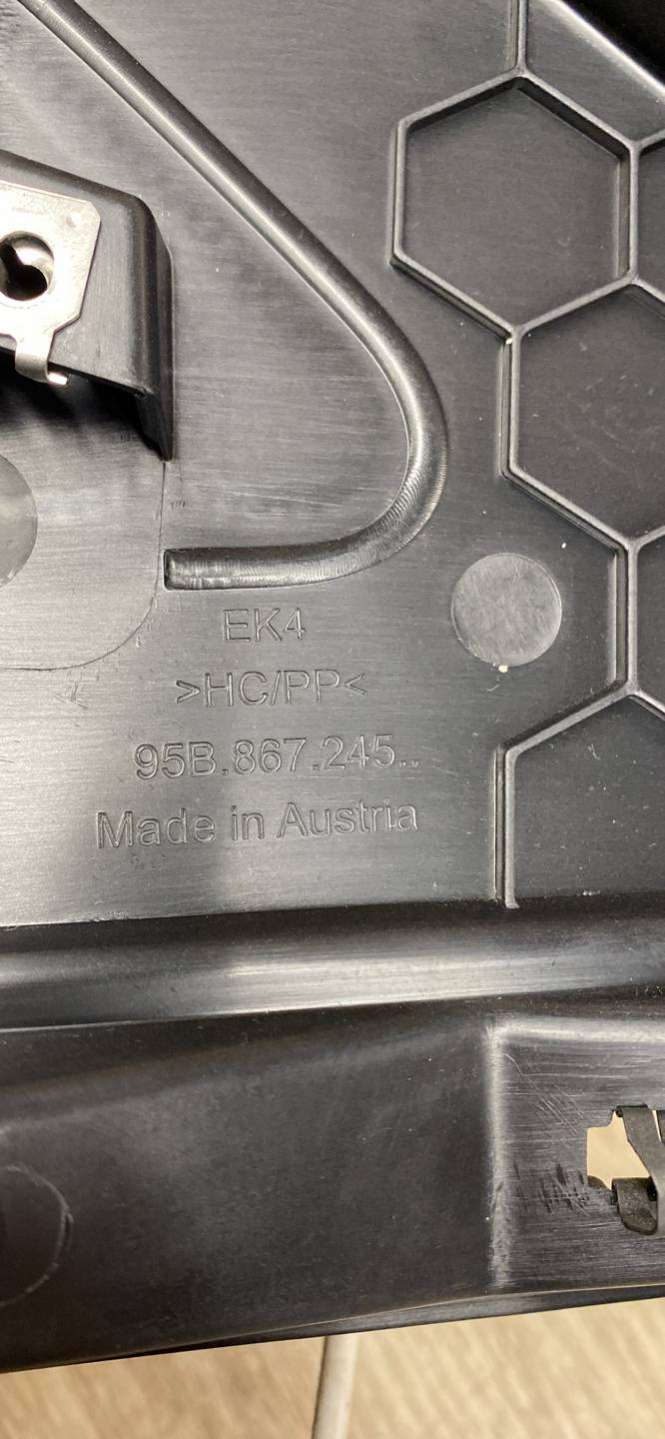 EK4
>HC/PP<
95B.867.245..
Made in Austria